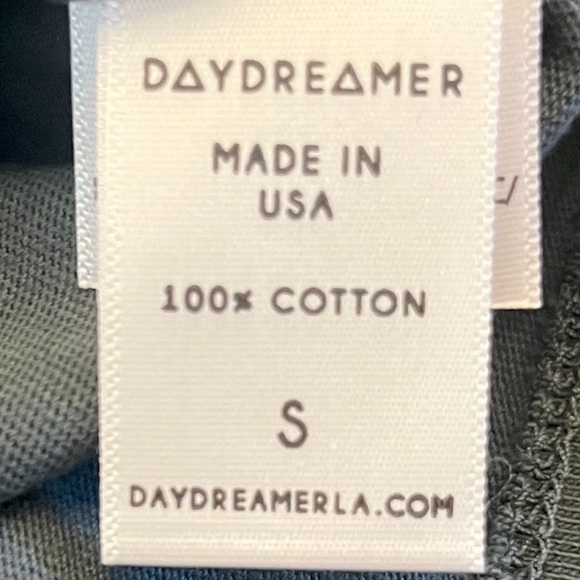 DAYDREAMER
MADE IN
USA
100% COTTON
S
DAYDREAMERLA.COM